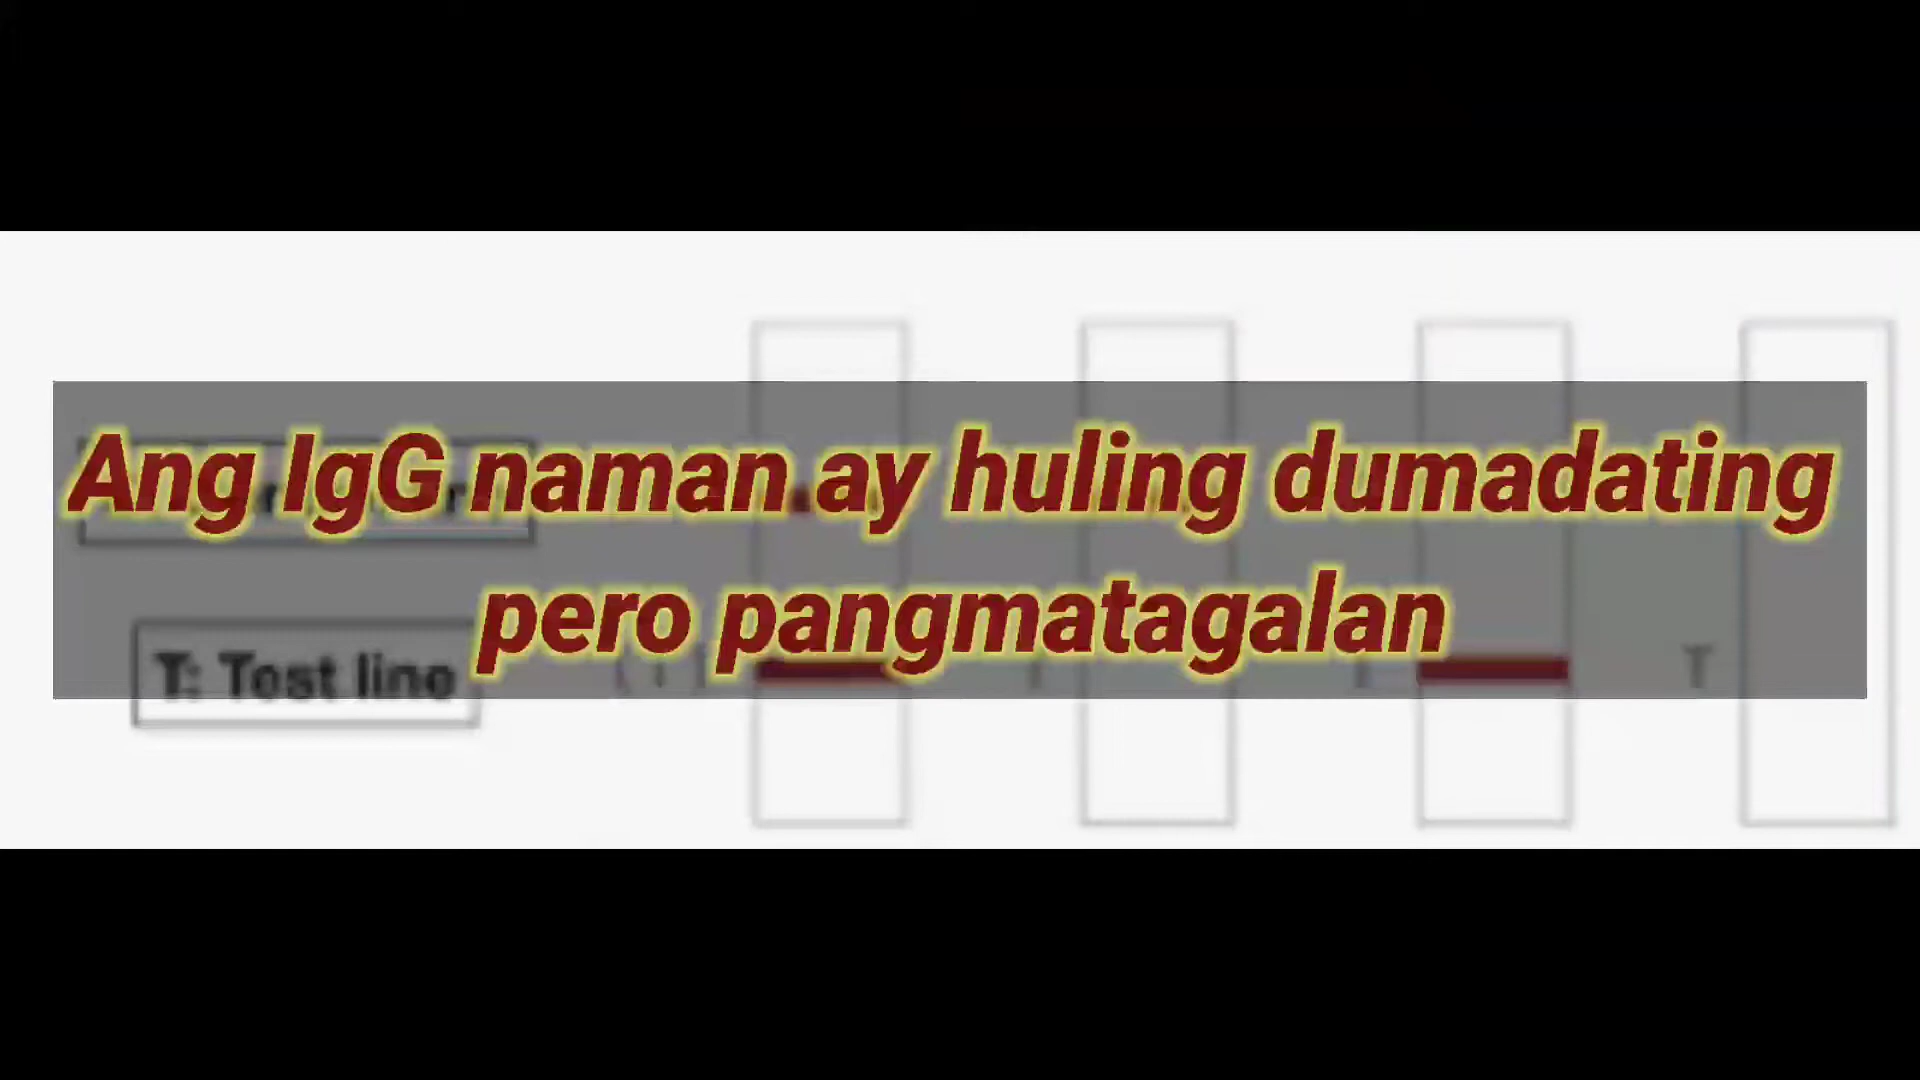 Ang IgG naman ay huling dumadating
pero pangmatagalan
T: Test line
T